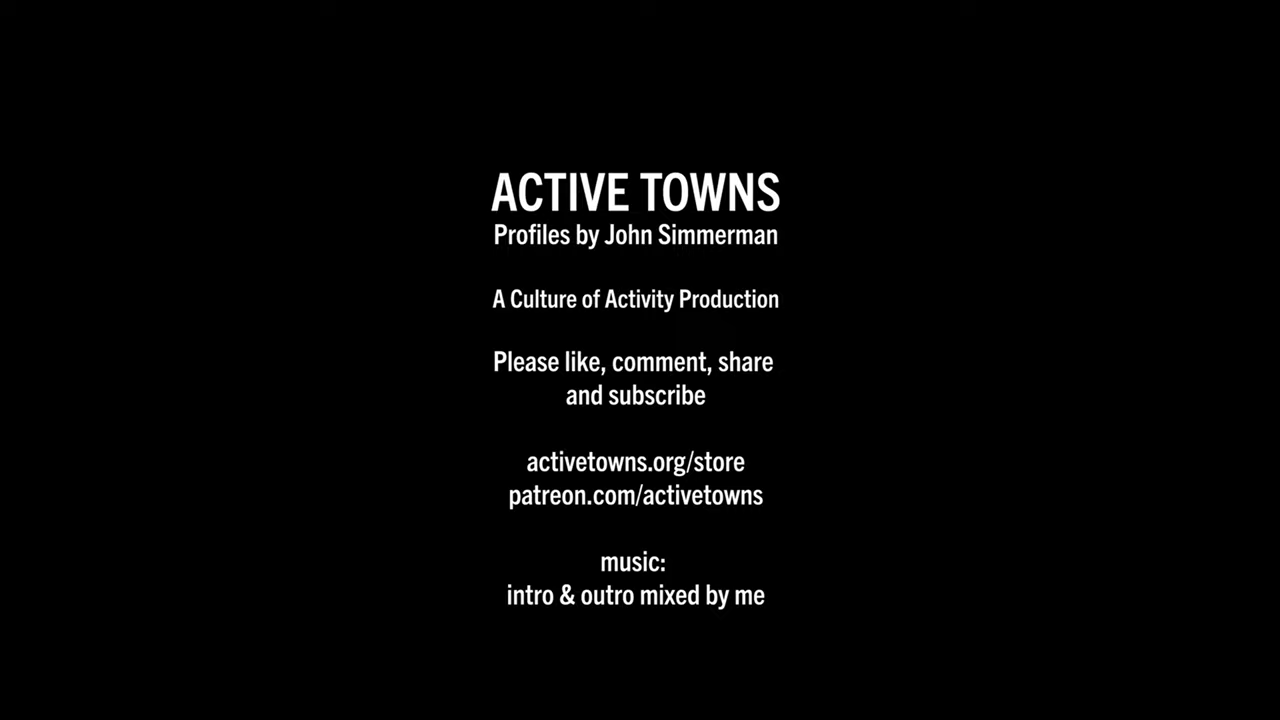 ACTIVE TOWNS
Profiles by John Simmerman
A Culture of Activity Production
Please like, comment, share
and subscribe
activetowns.org/store
patreon.com/activetowns
music:
intro & outro mixed by me